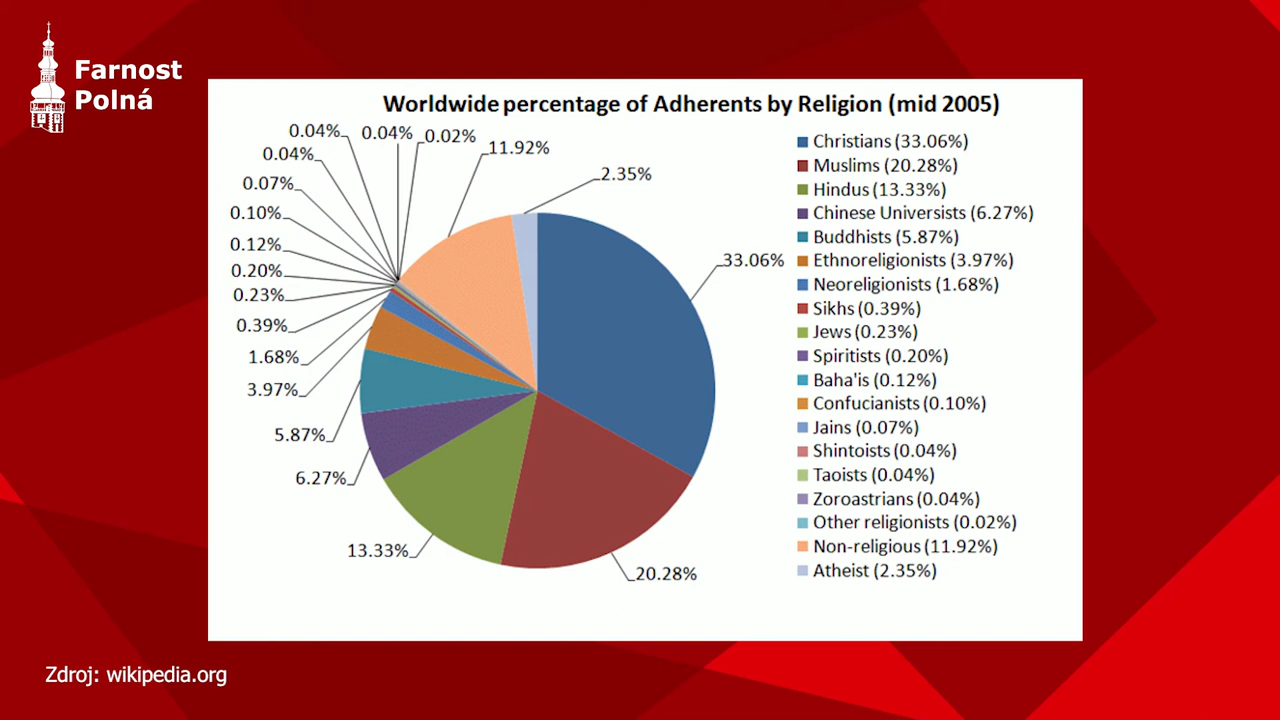 Farnost
Polná
Worldwide percentage of Adherents by Religion (mid 2005)
0.04%
0.04%
0.02%
11.92%
2.35%
0.04%
0.07%
0.10%
0.12%
0.20%
0.23%
0.39%
1.68%
3.97%
5.87%
6.27%
13.33%
20.28%
33.06%
Christians (33.06%)
Muslims (20.28%)
Hindus (13.33%)
Chinese Universists (6.27%)
Buddhists (5.87%)
Ethnoreligionists (3.97%)
Neoreligionists (1.68%)
Sikhs (0.39%)
Jews (0.23%)
Spiritists (0.20%)
Baha'is (0.12%)
Confucianists (0.10%)
Jains (0.07%)
Shintoists (0.04%)
Taoists (0.04%)
Zoroastrians (0.04%)
Other religionists (0.02%)
Non-religious (11.92%)
Atheist (2.35%)
Zdroj: wikipedia.org